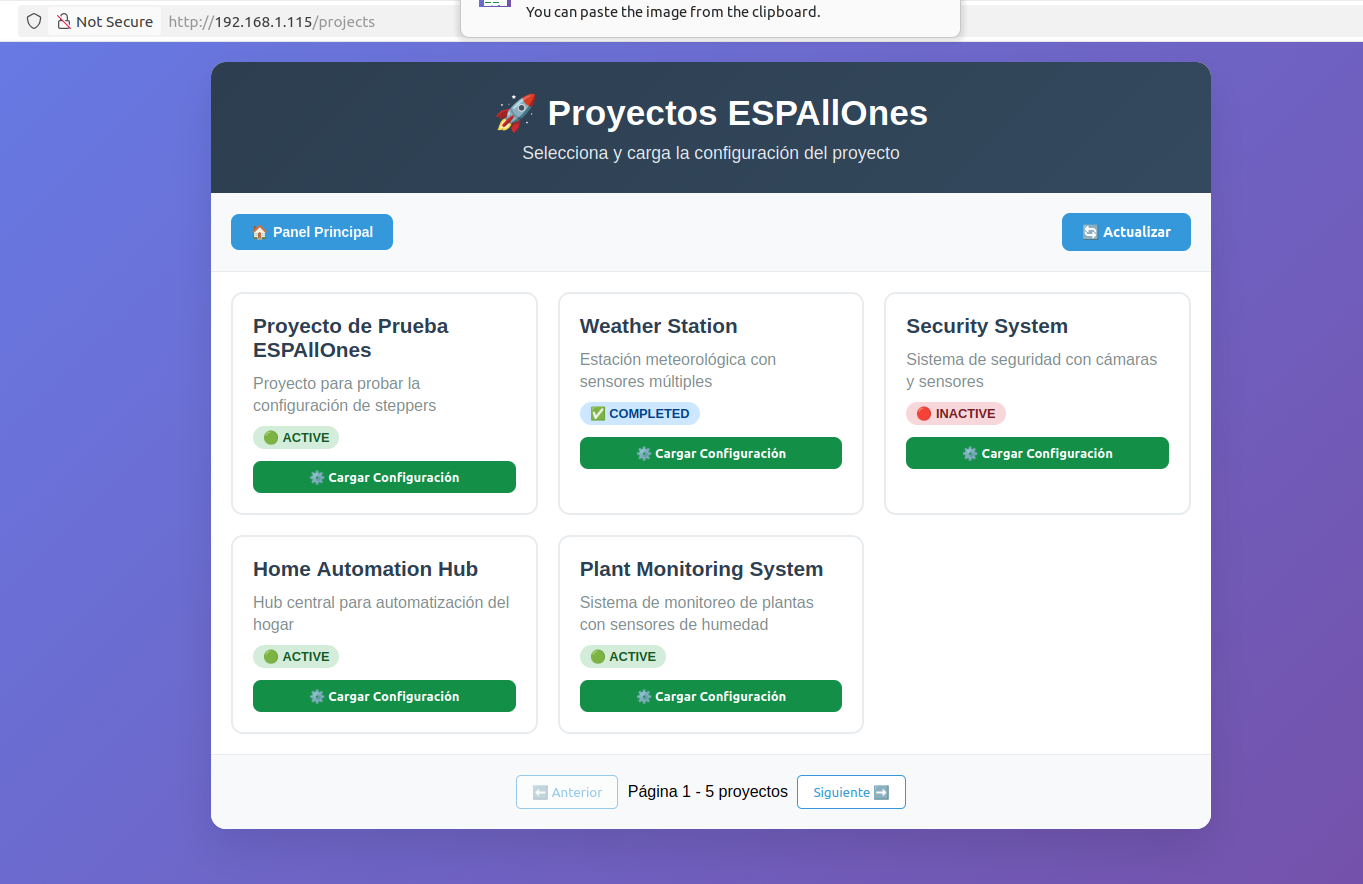 You can paste the image from the clipboard.
Not Secure http://192.168.1.115/projects
🚀 Proyectos ESPAllOnes
Selecciona y carga la configuración del proyecto
🏠 Panel Principal
🔄 Actualizar
Proyecto de Prueba
ESPAllOnes
Proyecto para probar la
configuración de steppers
🟢 ACTIVE
⚙️ Cargar Configuración
Weather Station
Estación meteorológica con
sensores múltiples
✅ COMPLETED
⚙️ Cargar Configuración
Security System
Sistema de seguridad con cámaras
y sensores
🔴 INACTIVE
⚙️ Cargar Configuración
Home Automation Hub
Hub central para automatización del
hogar
🟢 ACTIVE
⚙️ Cargar Configuración
Plant Monitoring System
Sistema de monitoreo de plantas
con sensores de humedad
🟢 ACTIVE
⚙️ Cargar Configuración
⬅️ Anterior
Página 1 - 5 proyectos
Siguiente ➡️